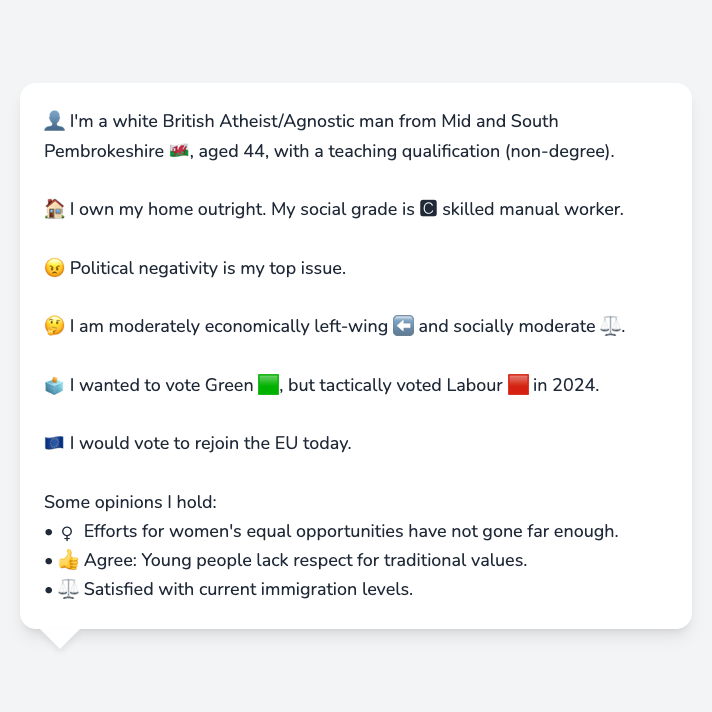 👤 I'm a white British Atheist/Agnostic man from Mid and South
Pembrokeshire 🏴󠁧󠁢󠁷󠁬󠁳󠁿, aged 44, with a teaching qualification (non-degree).
🏠 I own my home outright. My social grade is 🅲 skilled manual worker.
😠 Political negativity is my top issue.
🤔 I am moderately economically left-wing ⬅️ and socially moderate ⚖️.
🗳️ I wanted to vote Green 🟩, but tactically voted Labour 🟥 in 2024.
🇪🇺 I would vote to rejoin the EU today.
Some opinions I hold:
• ♀ Efforts for women's equal opportunities have not gone far enough.
• 👍 Agree: Young people lack respect for traditional values.
• ⚖️ Satisfied with current immigration levels.